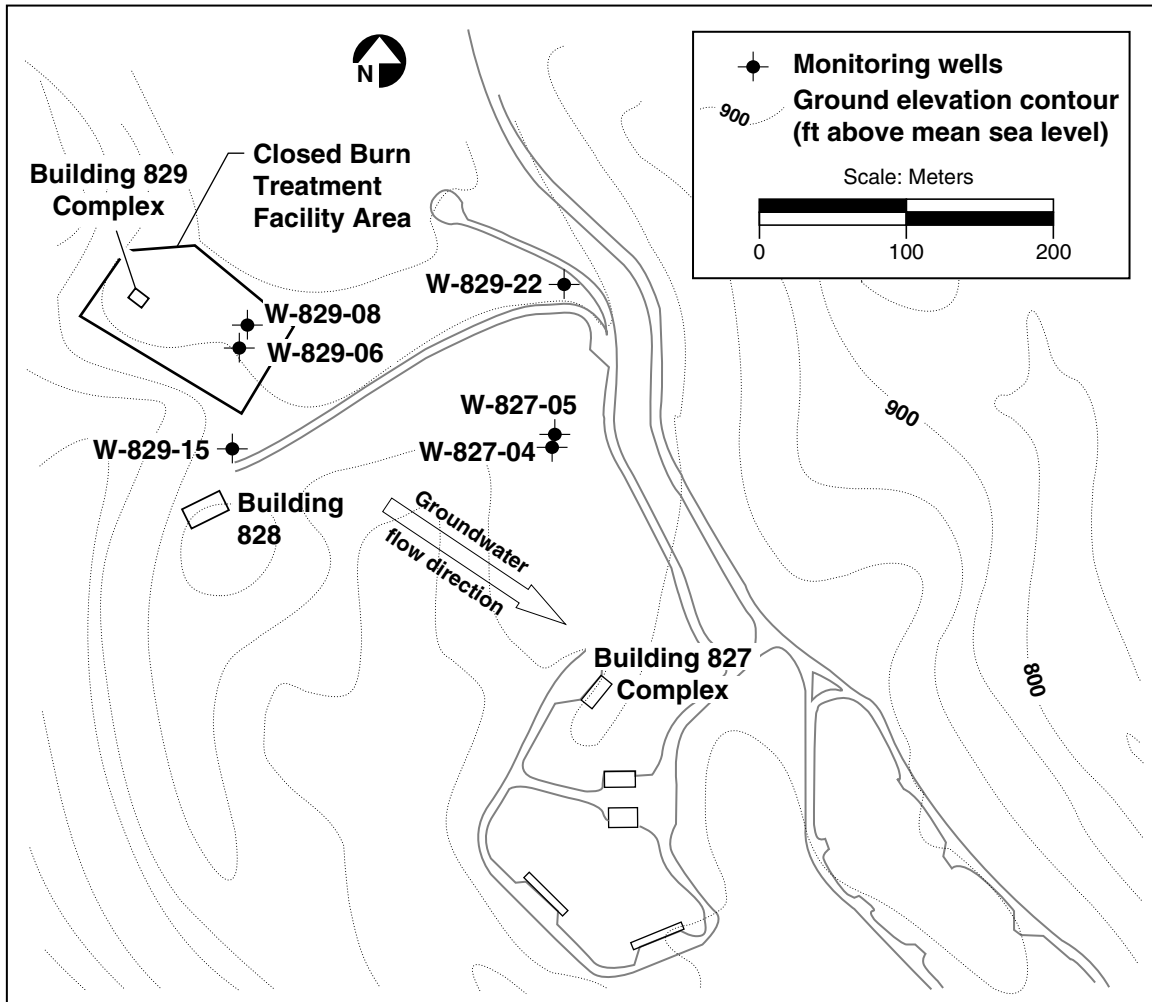 N
Monitoring wells
900
Ground elevation contour
(ft above mean sea level)
Scale: Meters
0 100 200
Closed Burn
Treatment
Facility Area
Building 829
Complex
W-829-22
W-829-08
W-829-06
W-827-05
W-827-04
W-829-15
900
Building
828
Groundwater
flow direction
Building 827
Complex
800